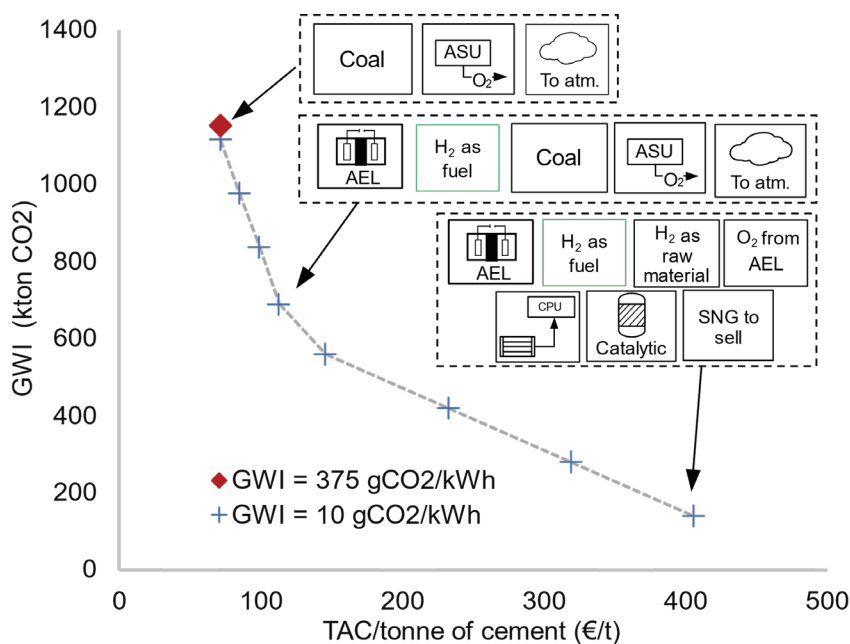 1400
1200
1000
800
600
400
200
0
GWI (kton CO2)
Coal
ASU
O₂
To atm.
AEL
H₂ as
fuel
Coal
ASU
O₂
To atm.
AEL
H₂ as
fuel
H₂ as
raw
material
O₂ from
AEL
CPU
Catalytic
SNG to
sell
GWI = 375 gCO2/kWh
GWI = 10 gCO2/kWh
0 100 200 300 400 500
TAC/tonne of cement (€/t)